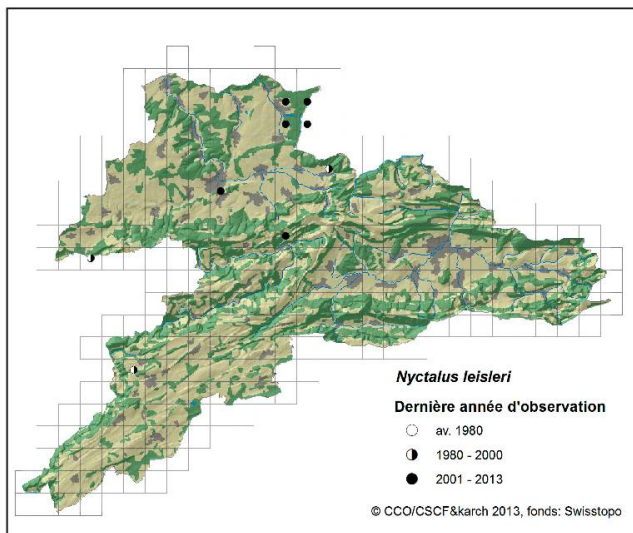 Nyctalus leisleri
Dernière année d'observation
av. 1980
1980 - 2000
2001 - 2013
© CCO/CSCF&karch 2013, fonds: Swisstopo